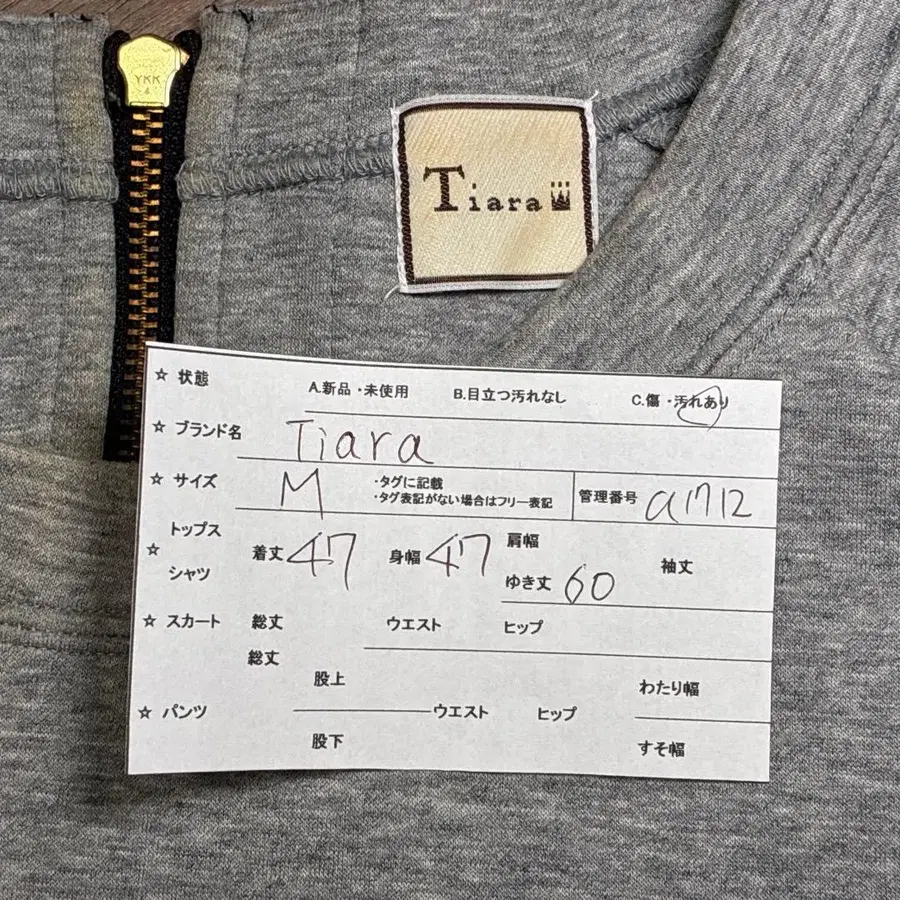 YKK
4
Tiara
☆ 状態 A.新品・未使用 B.目立つ汚れなし C.傷・汚れあり
☆ ブランド名 Tiara
☆ サイズ M ・タグに記載
・タグ表記がない場合はフリー表記
管理番号 a1712
☆ トップス
シャツ
着丈 47 身幅 47 肩幅
ゆき丈 60
袖丈
☆ スカート 総丈 ウエスト ヒップ
☆ パンツ 総丈
股上
股下
ウエスト ヒップ
わたり幅
すそ幅